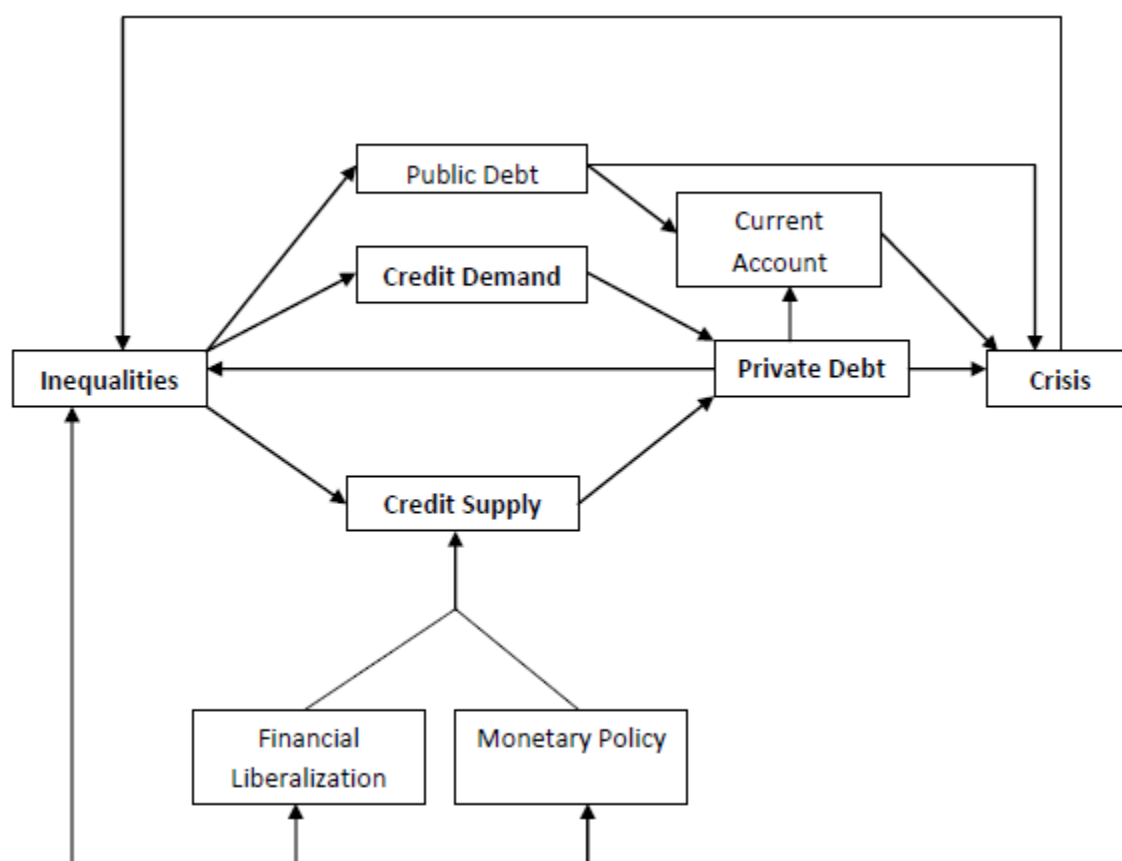 Public Debt
Current
Account
Credit Demand
Inequalities
Private Debt
Crisis
Credit Supply
Financial
Liberalization
Monetary Policy